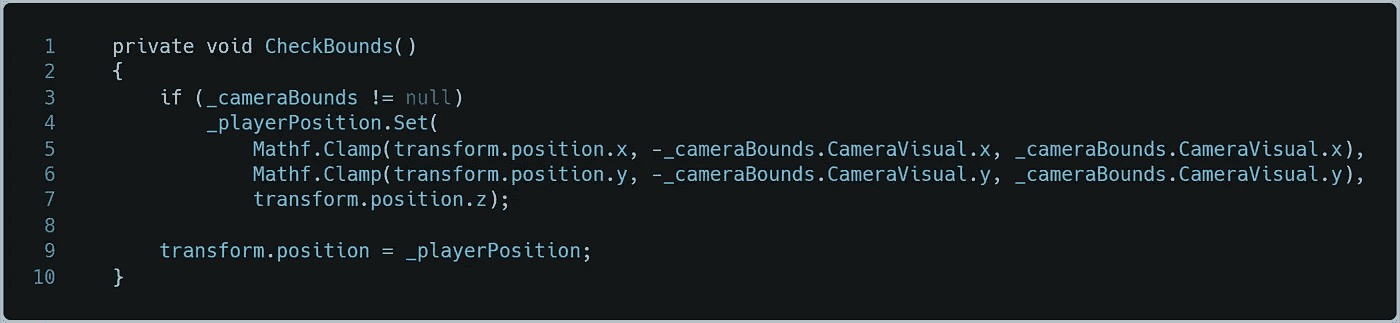 1 private void CheckBounds()
2 {
3 if (_cameraBounds != null)
4 _playerPosition.Set(
5 Mathf.Clamp(transform.position.x, -_cameraBounds.CameraVisual.x, _cameraBounds.CameraVisual.x),
6 Mathf.Clamp(transform.position.y, -_cameraBounds.CameraVisual.y, _cameraBounds.CameraVisual.y),
7 transform.position.z);
8
9 transform.position = _playerPosition;
10 }